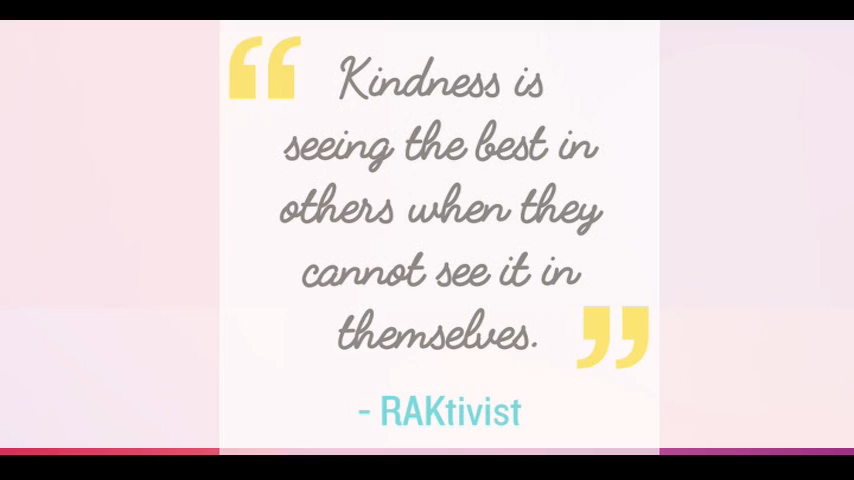 “Kindness is
seeing the best in
others when they
cannot see it in
themselves.”
- RAKtivist